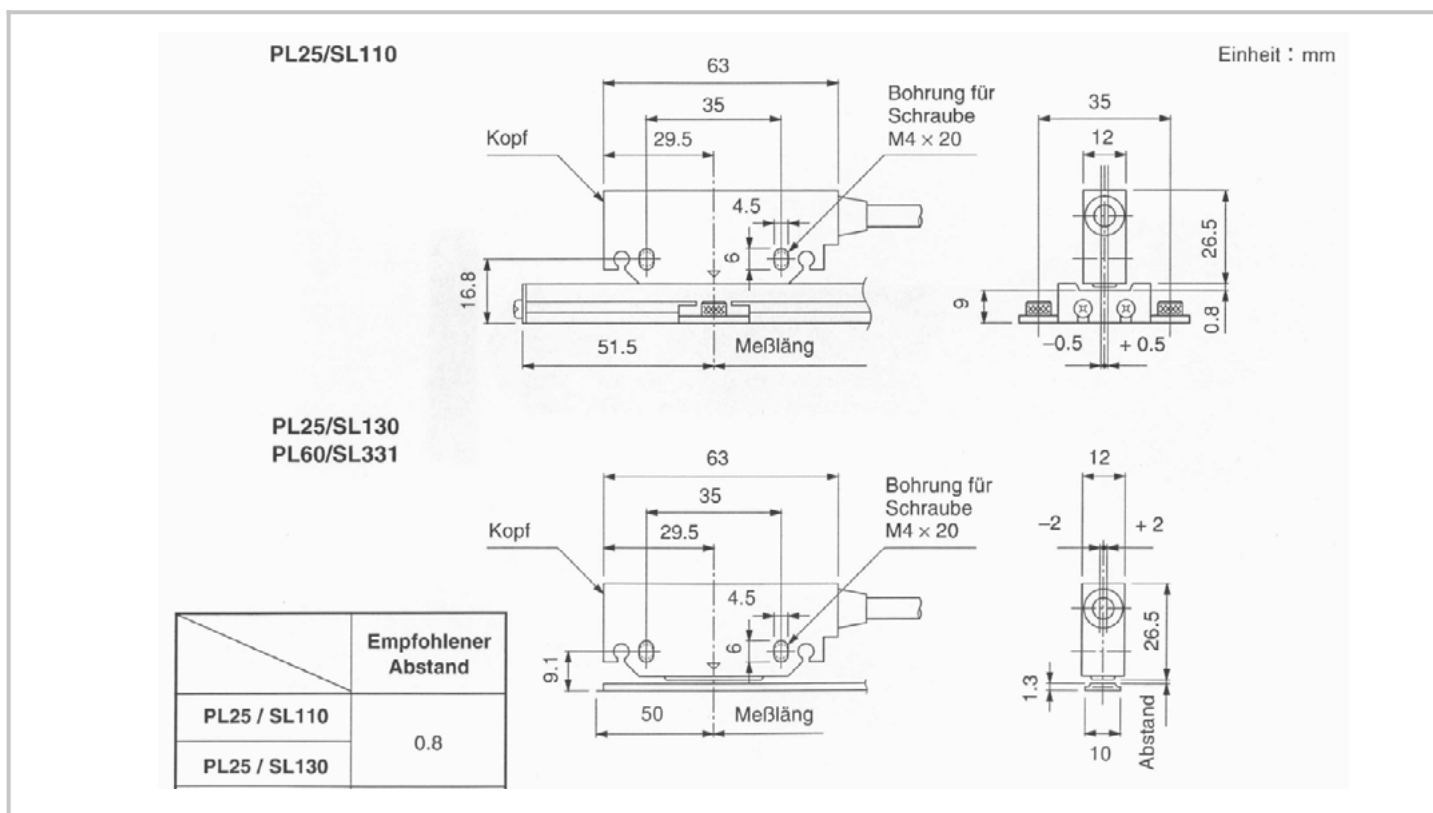 PL25/SL110
Einheit : mm
63
35
29.5
Kopf
Bohrung für
Schraube
M4 × 20
4.5
6
16.8
51.5
Meßläng
35
12
26.5
9
0.8
–0.5
+ 0.5
PL25/SL130
PL60/SL331
63
35
29.5
Kopf
Bohrung für
Schraube
M4 × 20
4.5
6
9.1
50
Meßläng
12
–2
+ 2
26.5
1.3
10
Abstand
Empfohlener
Abstand
PL25 / SL110
0.8
PL25 / SL130